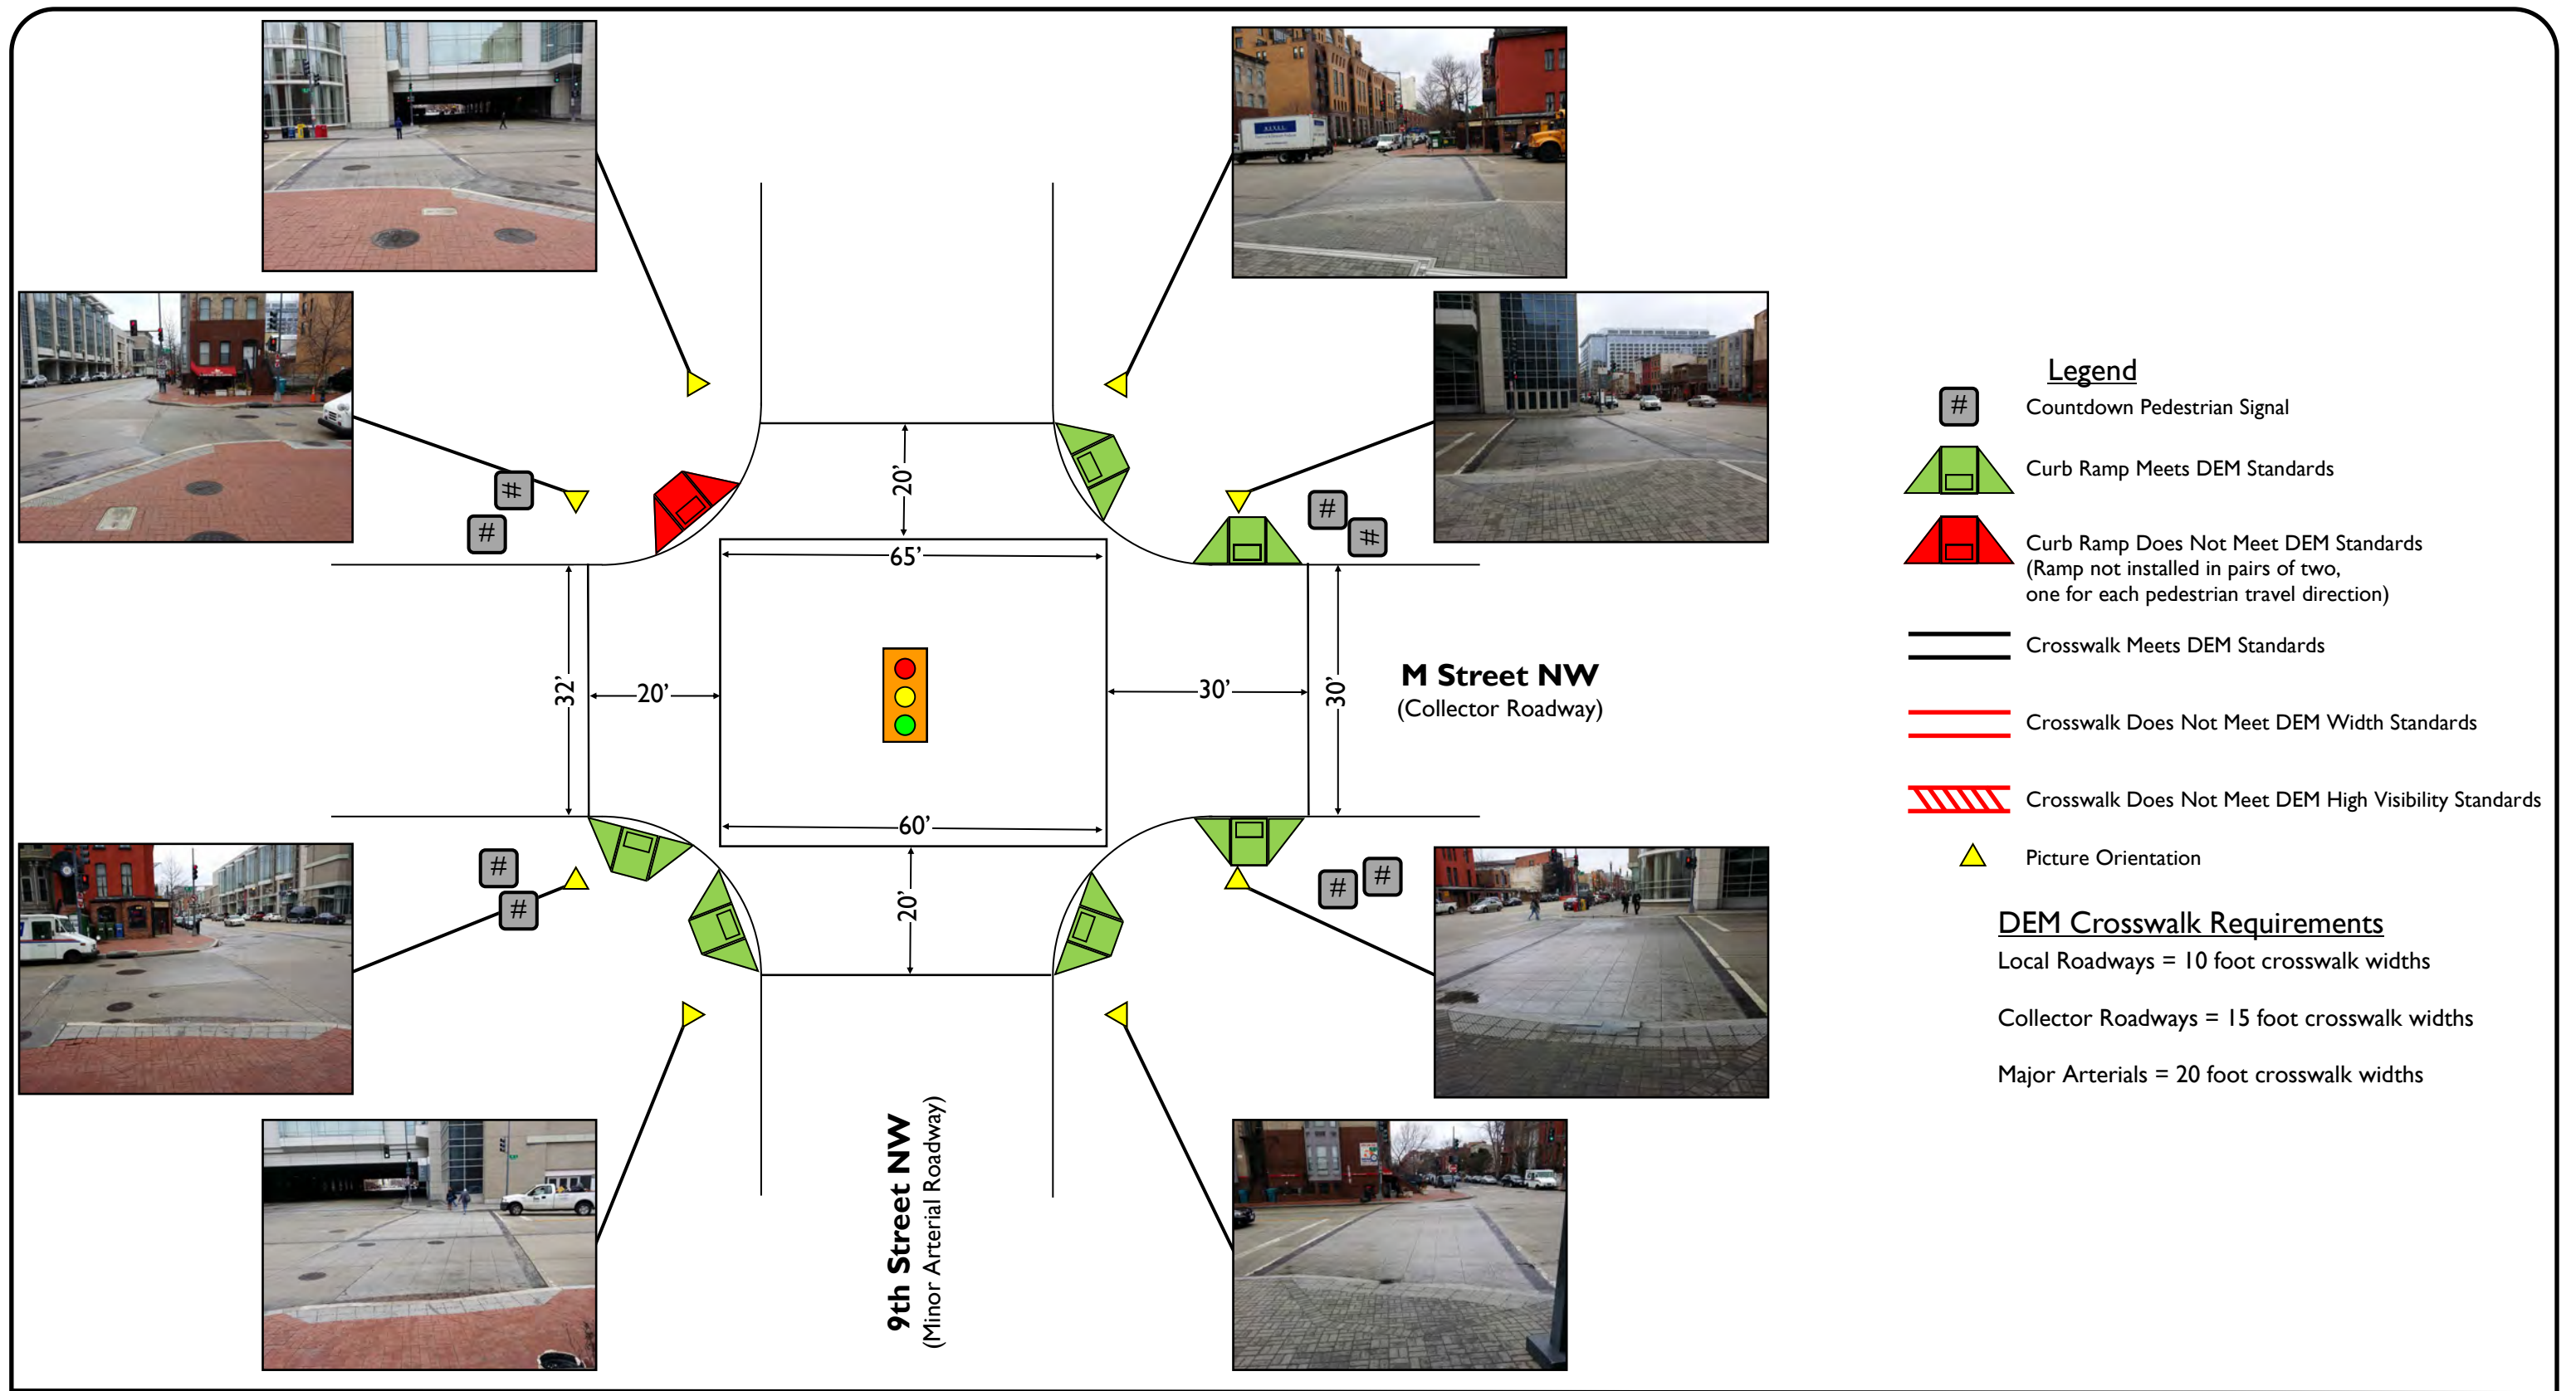 #
#
#
#
#
#
#
#
20'
65'
32'
20'
30'
30'
60'
20'
M Street NW
(Collector Roadway)
9th Street NW
(Minor Arterial Roadway)
Legend
#
Countdown Pedestrian Signal
Curb Ramp Meets DEM Standards
Curb Ramp Does Not Meet DEM Standards
(Ramp not installed in pairs of two,
one for each pedestrian travel direction)
Crosswalk Meets DEM Standards
Crosswalk Does Not Meet DEM Width Standards
Crosswalk Does Not Meet DEM High Visibility Standards
Picture Orientation
DEM Crosswalk Requirements
Local Roadways = 10 foot crosswalk widths
Collector Roadways = 15 foot crosswalk widths
Major Arterials = 20 foot crosswalk widths